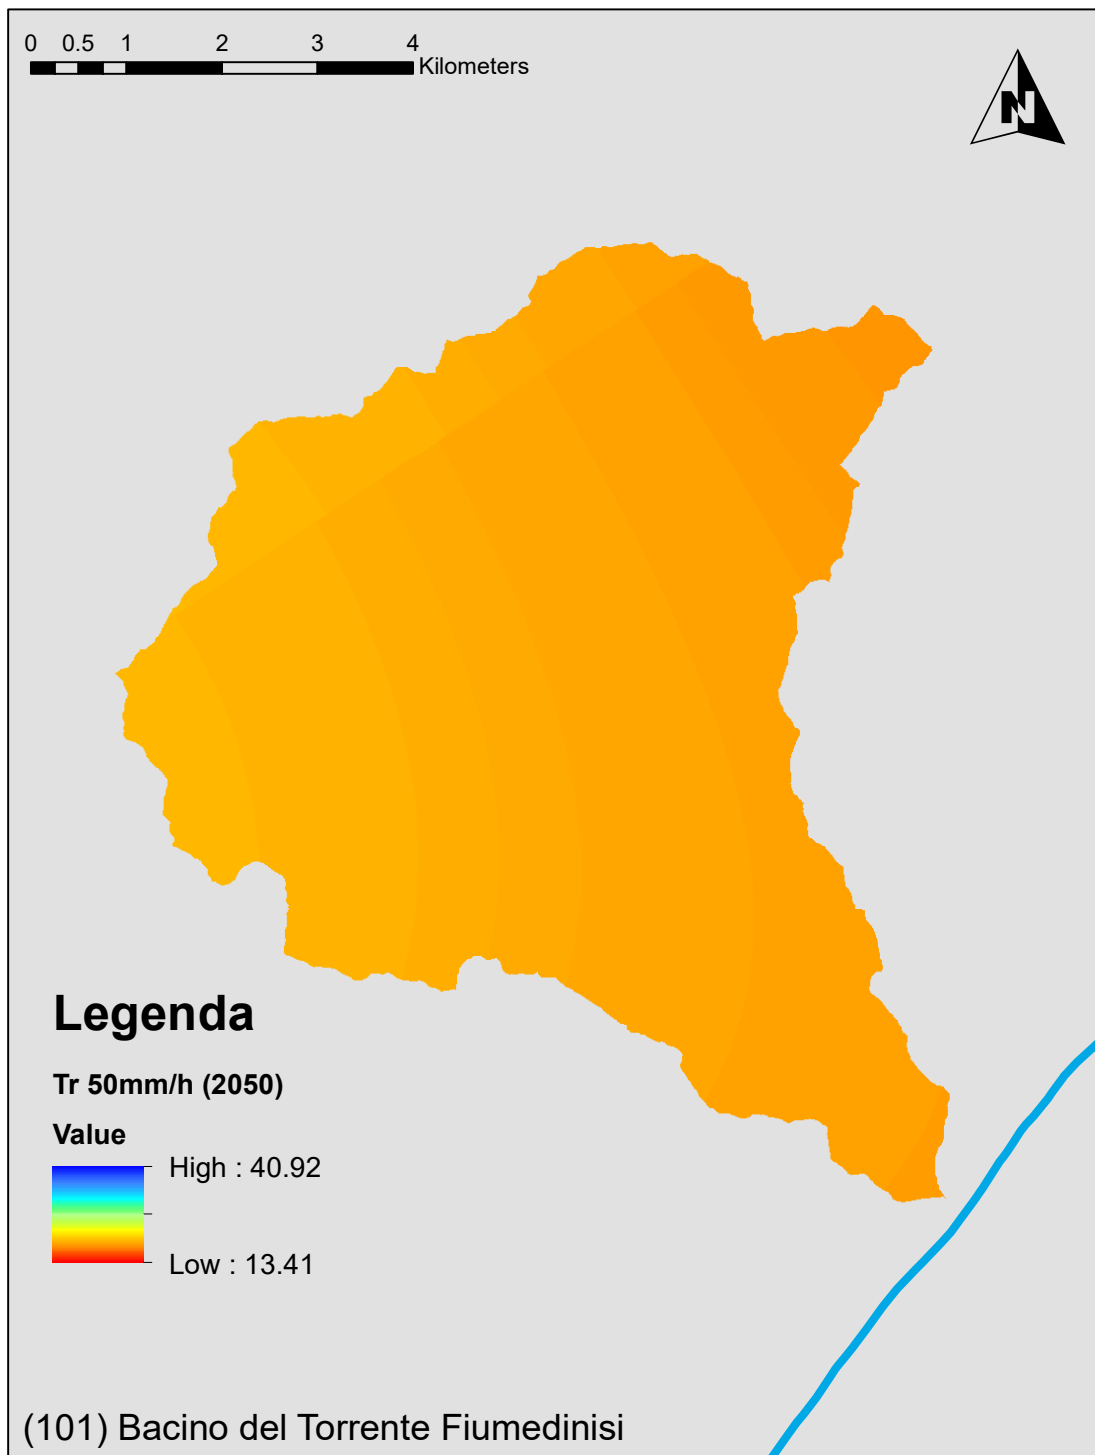 0 0.5 1 2 3 4
Kilometers
N
Legenda
Tr 50mm/h (2050)
Value
High : 40.92
Low : 13.41
(101) Bacino del Torrente Fiumedinisi